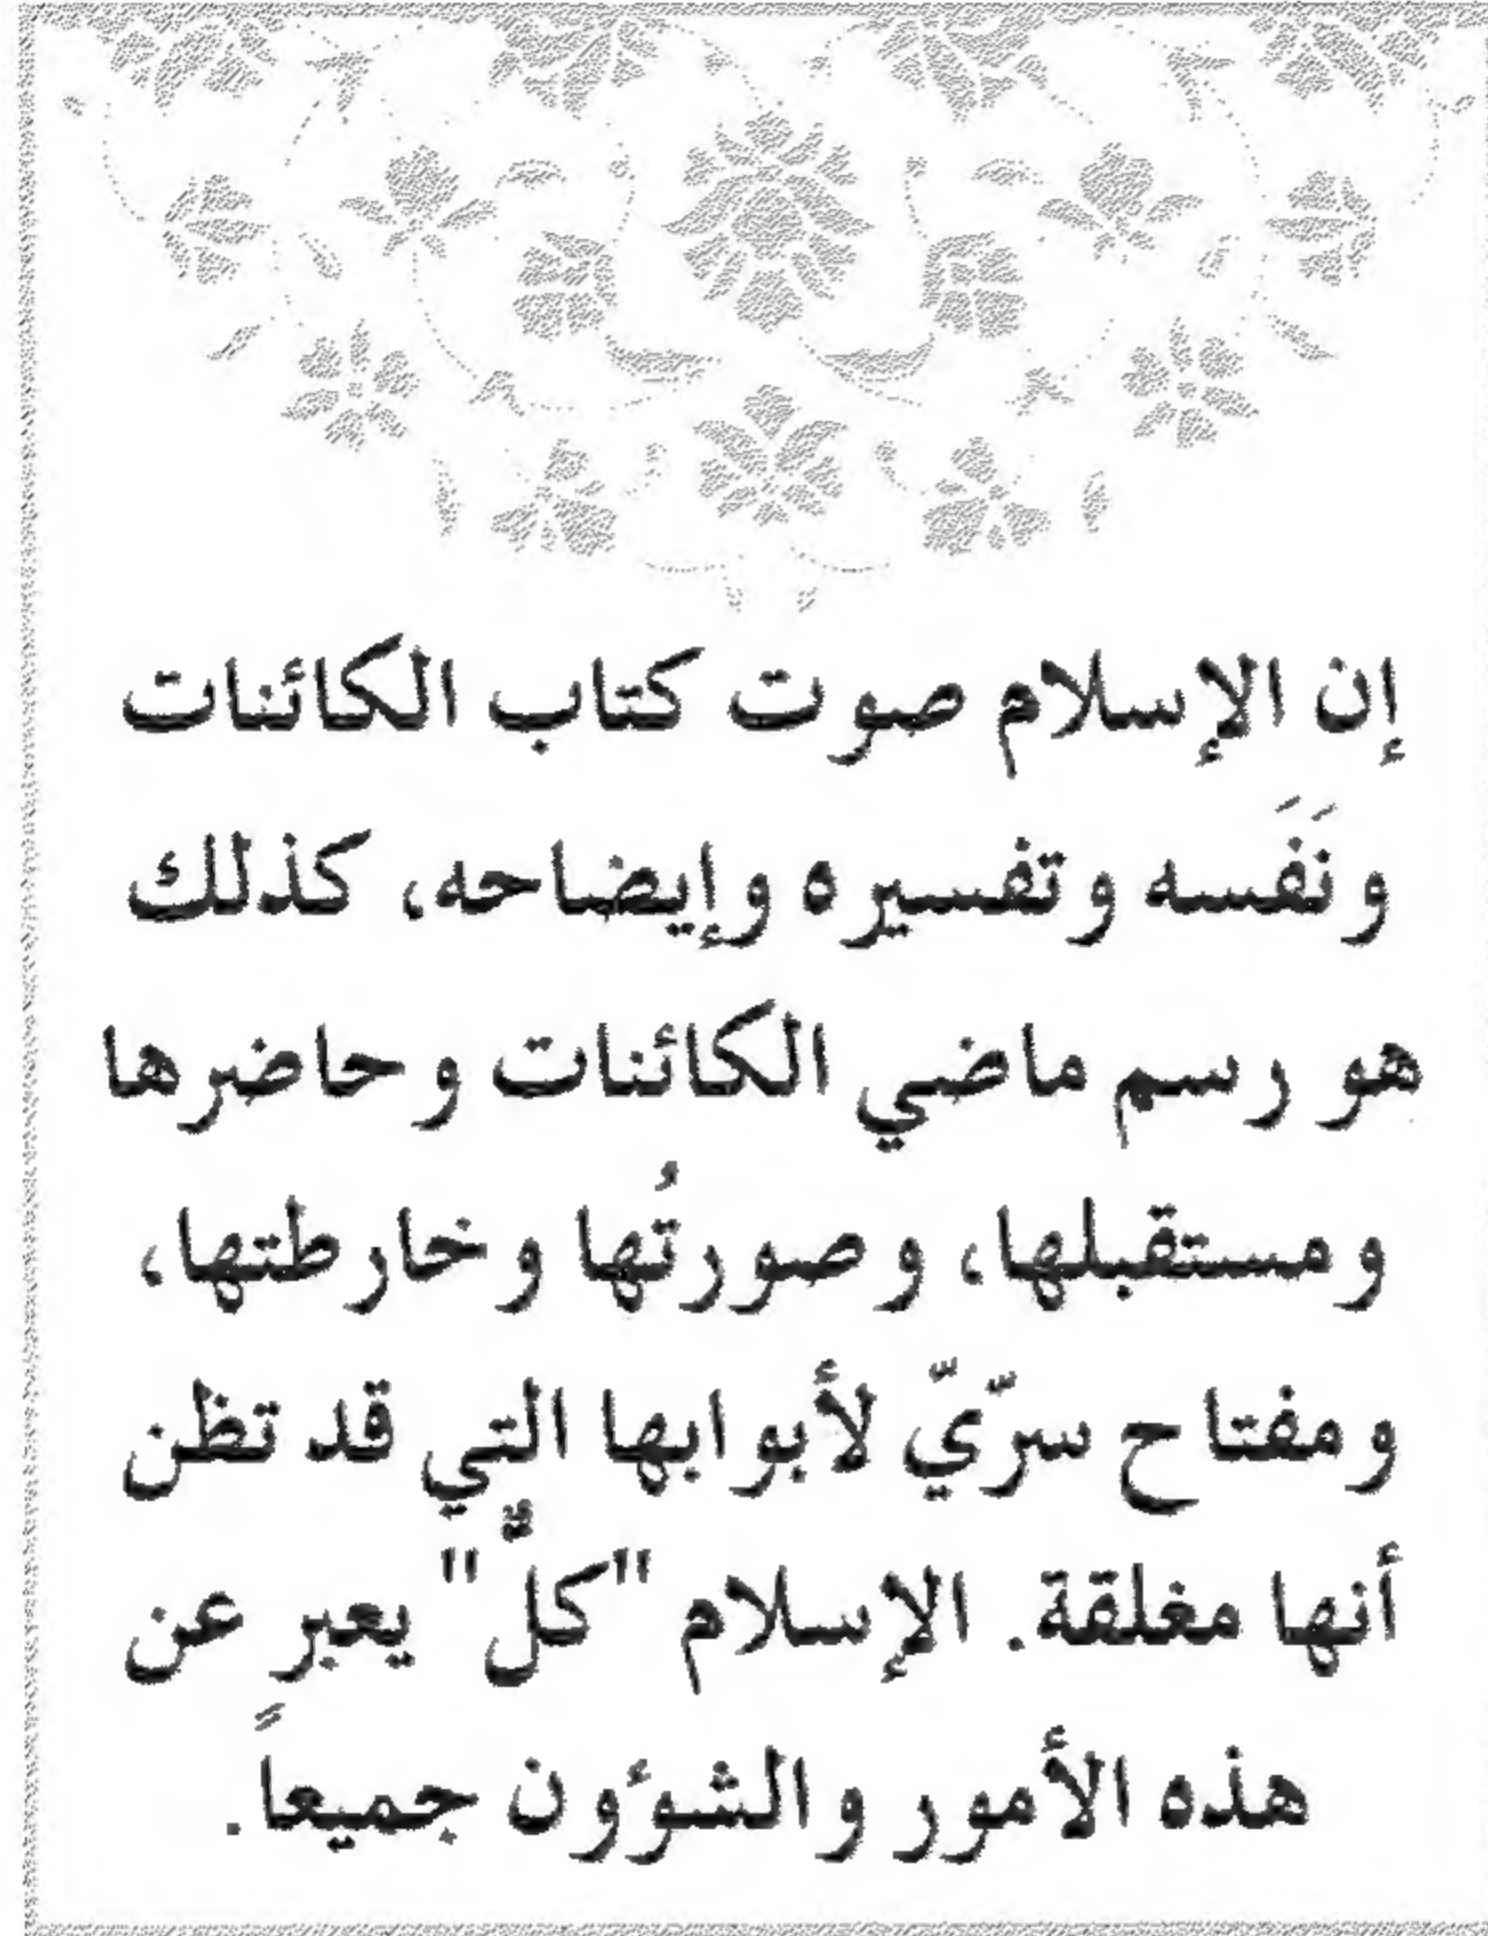 إن الإسلام صوت كتاب الكائنات
ونَفَسه وتفسيره وإيضاحه، كذلك
هو رسم ماضي الكائنات وحاضرها
ومستقبلها، وصورتُها وخارطتها،
ومفتاح سرّيّ لأبوابها التي قد تظن
أنها مغلقة. الإسلام "كلٌّ" يعبر عن
هذه الأمور والشوؤون جميعاً.